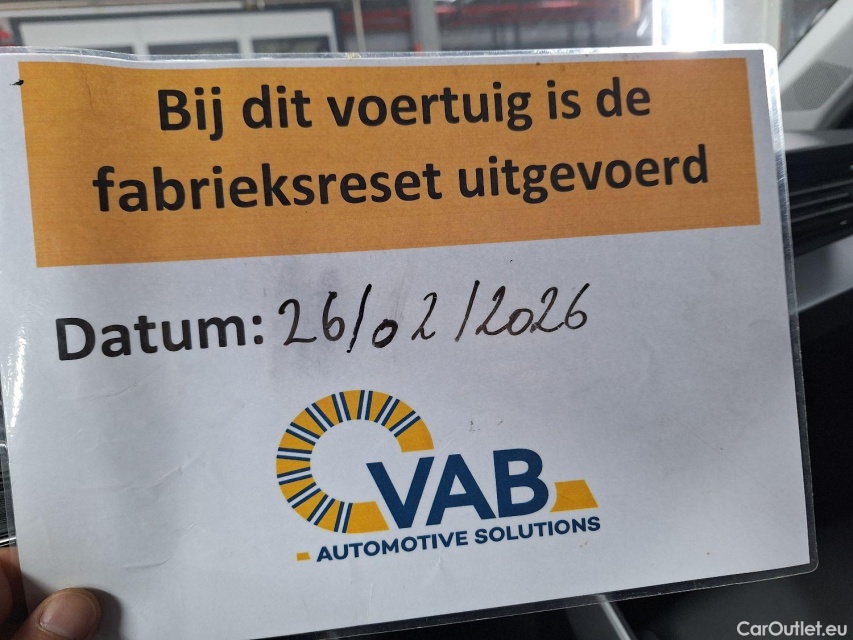 Bij dit voertuig is de
fabrieksreset uitgevoerd
Datum: 26/02/2026
VAB
AUTOMOTIVE SOLUTIONS
CarOutlet.eu